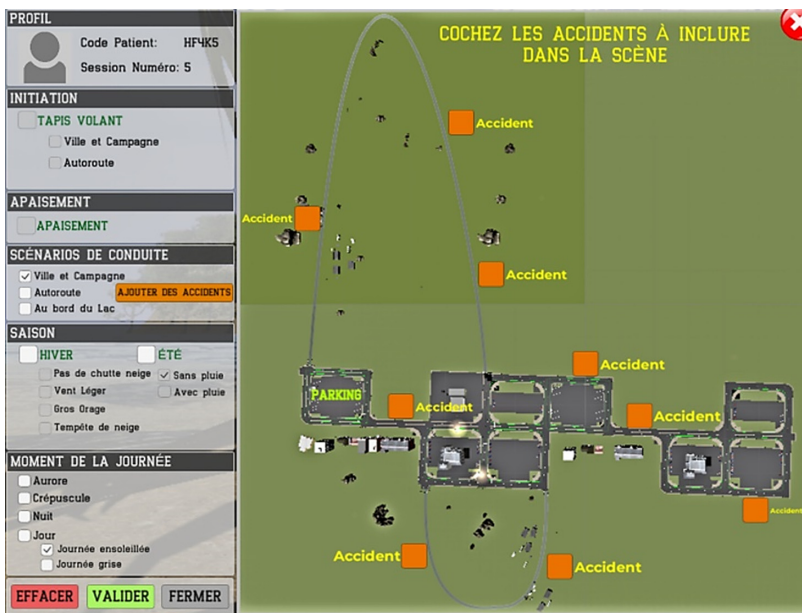 PROFIL
Code Patient: HF4K5
Session Numéro: 5
INITIATION
TAPIS VOLANT
Ville et Campagne
Autoroute
APAISEMENT
APAISEMENT
SCÉNARIOS DE CONDUITE
Ville et Campagne
Autoroute
AJOUTER DES ACCIDENTS
Au bord du Lac
SAISON
HIVER
ÉTÉ
Pas de chutte neige
Sans pluie
Vent Léger
Avec pluie
Gros Orage
Tempête de neige
MOMENT DE LA JOURNÉE
Aurore
Crépuscule
Nuit
Jour
Journée ensoleillée
Journée grise
EFFACER
VALIDER
FERMER
COCHEZ LES ACCIDENTS À INCLURE
DANS LA SCÈNE
Accident
Accident
Accident
Accident
PARKING
Accident
Accident
Accident
Accident
Accident